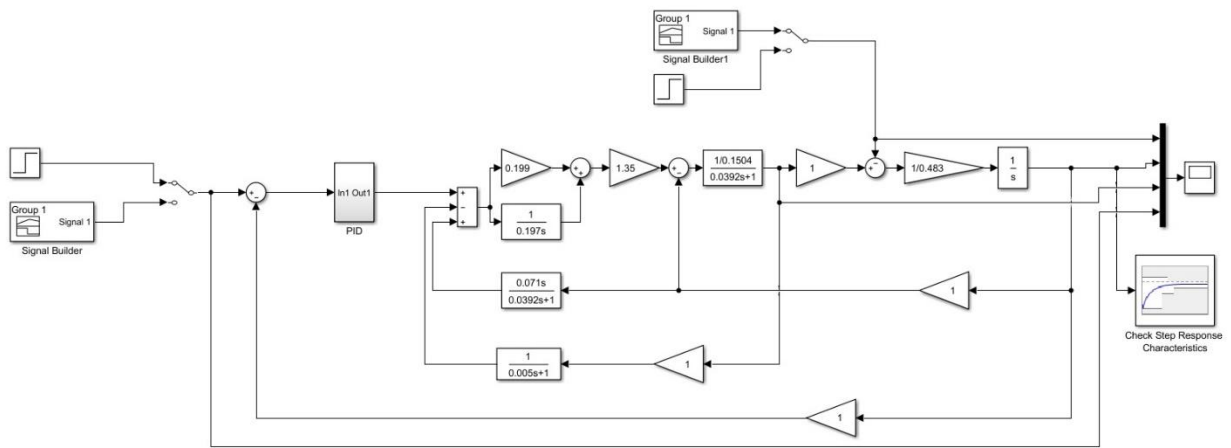 Group 1
Signal 1
Signal Builder1
Group 1
Signal 1
Signal Builder
+
−
In1 Out1
PID
+
−
+
0.199
1
0.197s
+
+
1.35
+
−
1/0.1504
0.0392s+1
1
−
+
1/0.483
1
s
0.071s
0.0392s+1
1
1
0.005s+1
1
1
Check Step Response
Characteristics